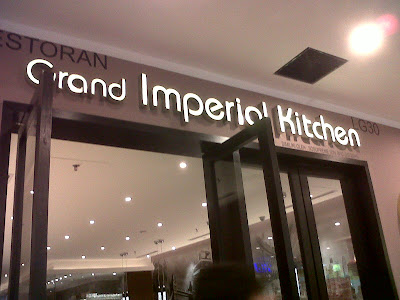 ESTORAN
Grand Imperial Kitchen
LG30